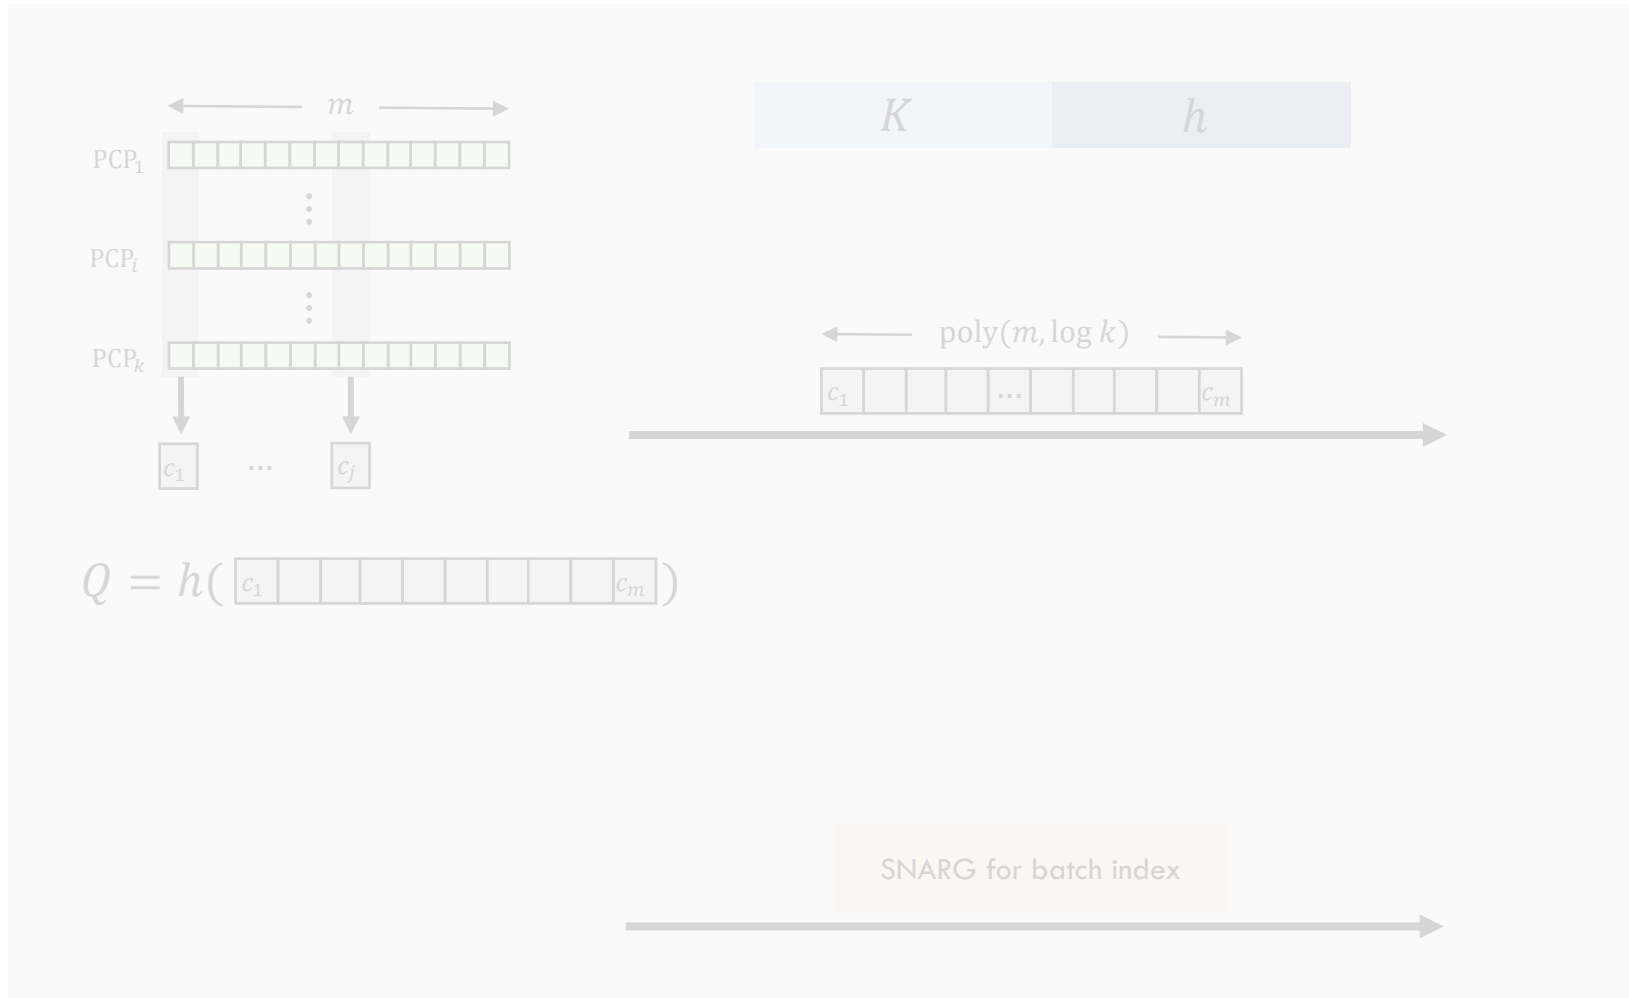 m
K h
PCP₁
PCPᵢ
poly(m, log k)
PCPₖ
c₁ ... cₘ
c₁ ... cⱼ
Q = h( c₁ cₘ )
SNARG for batch index